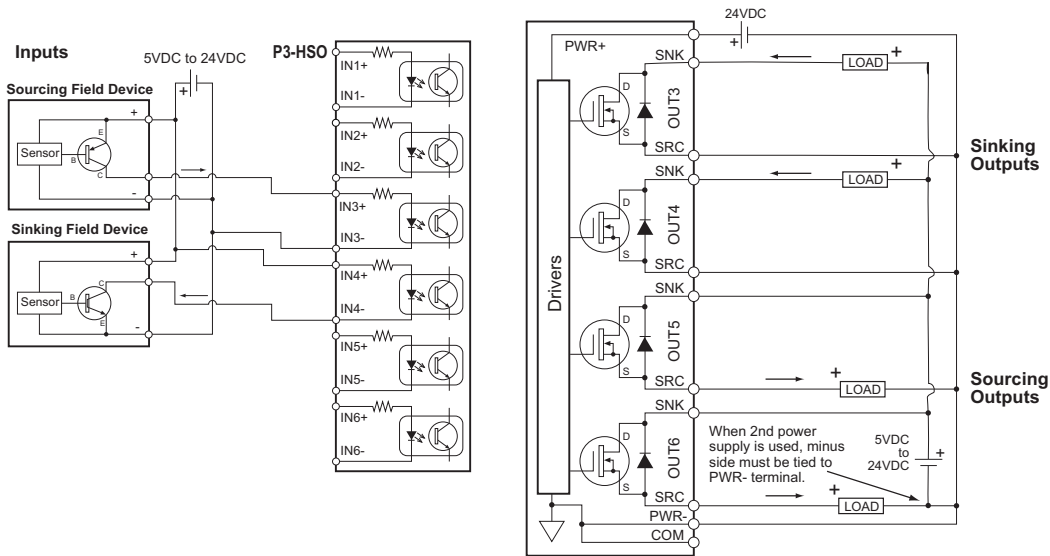 Inputs
5VDC to 24VDC
+
Sourcing Field Device
+
Sensor
E
B
C
-
Sinking Field Device
+
Sensor
C
B
E
-
P3-HSO
IN1+
IN1-
IN2+
IN2-
IN3+
IN3-
IN4+
IN4-
IN5+
IN5-
IN6+
IN6-
24VDC
+
PWR+
Drivers
SNK
D
S
OUT3
SRC
+
LOAD
SNK
D
S
OUT4
SRC
+
LOAD
Sinking
Outputs
SNK
D
S
OUT5
SRC
+
LOAD
SNK
D
S
OUT6
SRC
+
LOAD
Sourcing
Outputs
When 2nd power
supply is used, minus
side must be tied to
PWR- terminal.
5VDC
to
24VDC
+
PWR-
COM